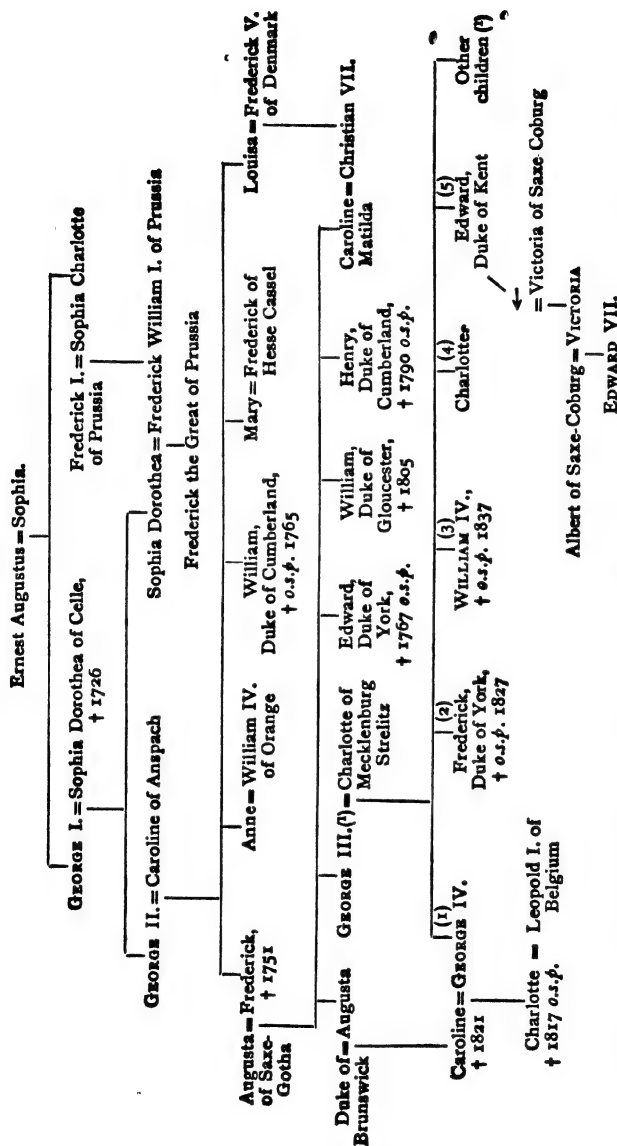 Ernest Augustus = Sophia.
GEORGE I. = Sophia Dorothea of Celle,
† 1726
Frederick I. = Sophia Charlotte
of Prussia
GEORGE II. = Caroline of Anspach
Sophia Dorothea = Frederick William I. of Prussia
Frederick the Great of Prussia
Augusta = Frederick,
of Saxe- † 1751
Gotha
Anne = William IV.
of Orange
William,
Duke of Cumberland,
† o.s.p. 1765
Mary = Frederick of
Hesse Cassel
Louisa = Frederick V.
of Denmark
Duke of = Augusta
Brunswick
GEORGE III.(¹) = Charlotte of
Mecklenburg
Strelitz
Edward,
Duke of
York,
† 1767 o.s.p.
William,
Duke of
Gloucester,
† 1805
Henry,
Duke of
Cumberland,
† 1790 o.s.p.
Caroline = Christian VII.
Matilda
(1)
Caroline = GEORGE IV.
† 1821
(2)
Frederick,
Duke of York,
† o.s.p. 1827
(3)
WILLIAM IV.,
† o.s.p. 1837
(4)
Charlotte
(5)
Edward,
Duke of Kent
Other
children (²)
= Victoria of Saxe-Coburg
Charlotte = Leopold I. of
† 1817 o.s.p. Belgium
Albert of Saxe-Coburg = VICTORIA
EDWARD VII.